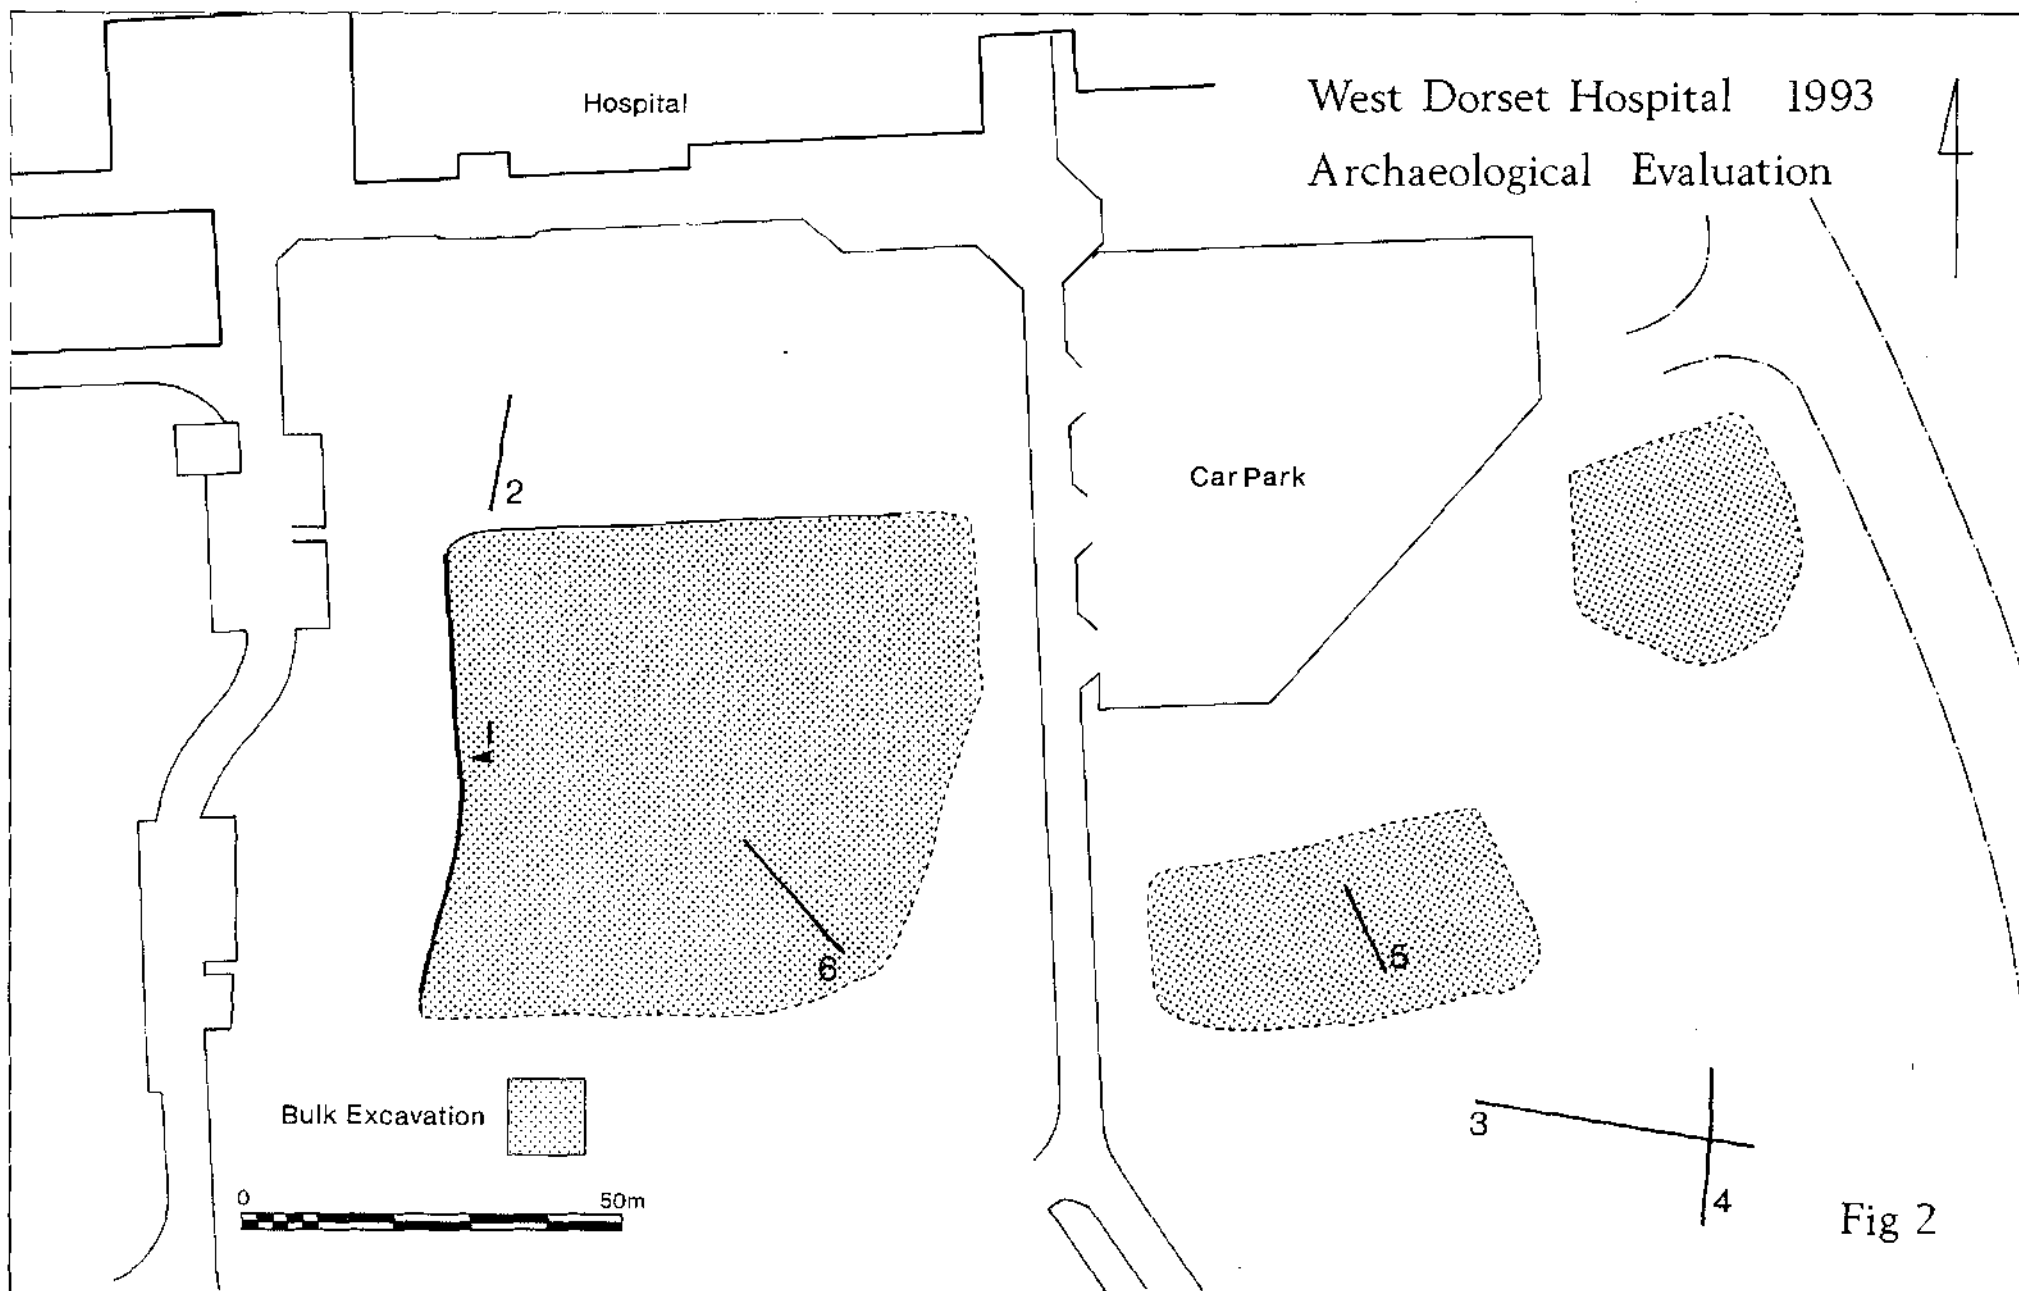 Hospital
West Dorset Hospital 1993
Archaeological Evaluation
Car Park
2
1
6
5
Bulk Excavation
3
4
0 50m
Fig 2